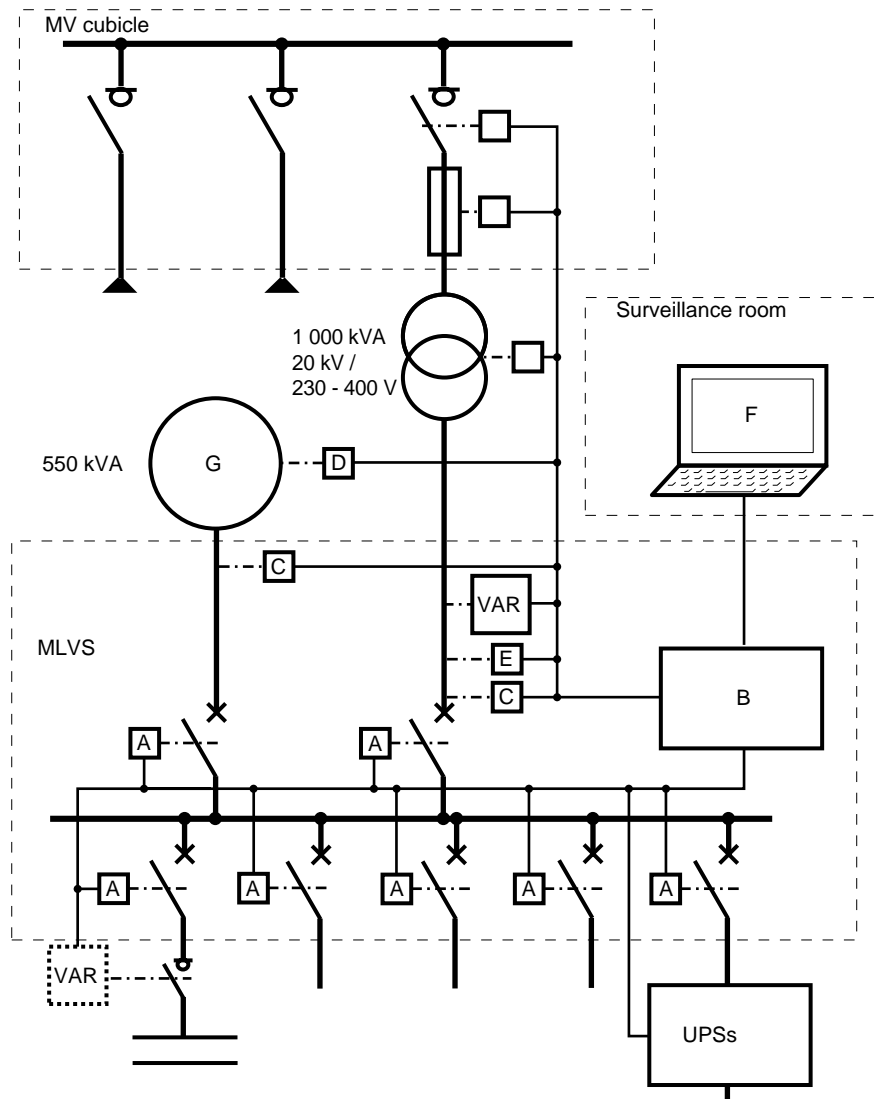 MV cubicle
1 000 kVA
20 kV /
230 - 400 V
Surveillance room
F
550 kVA
G
D
C
VAR
MLVS
E
C
B
A
A
A
A
A
A
A
VAR
UPSs